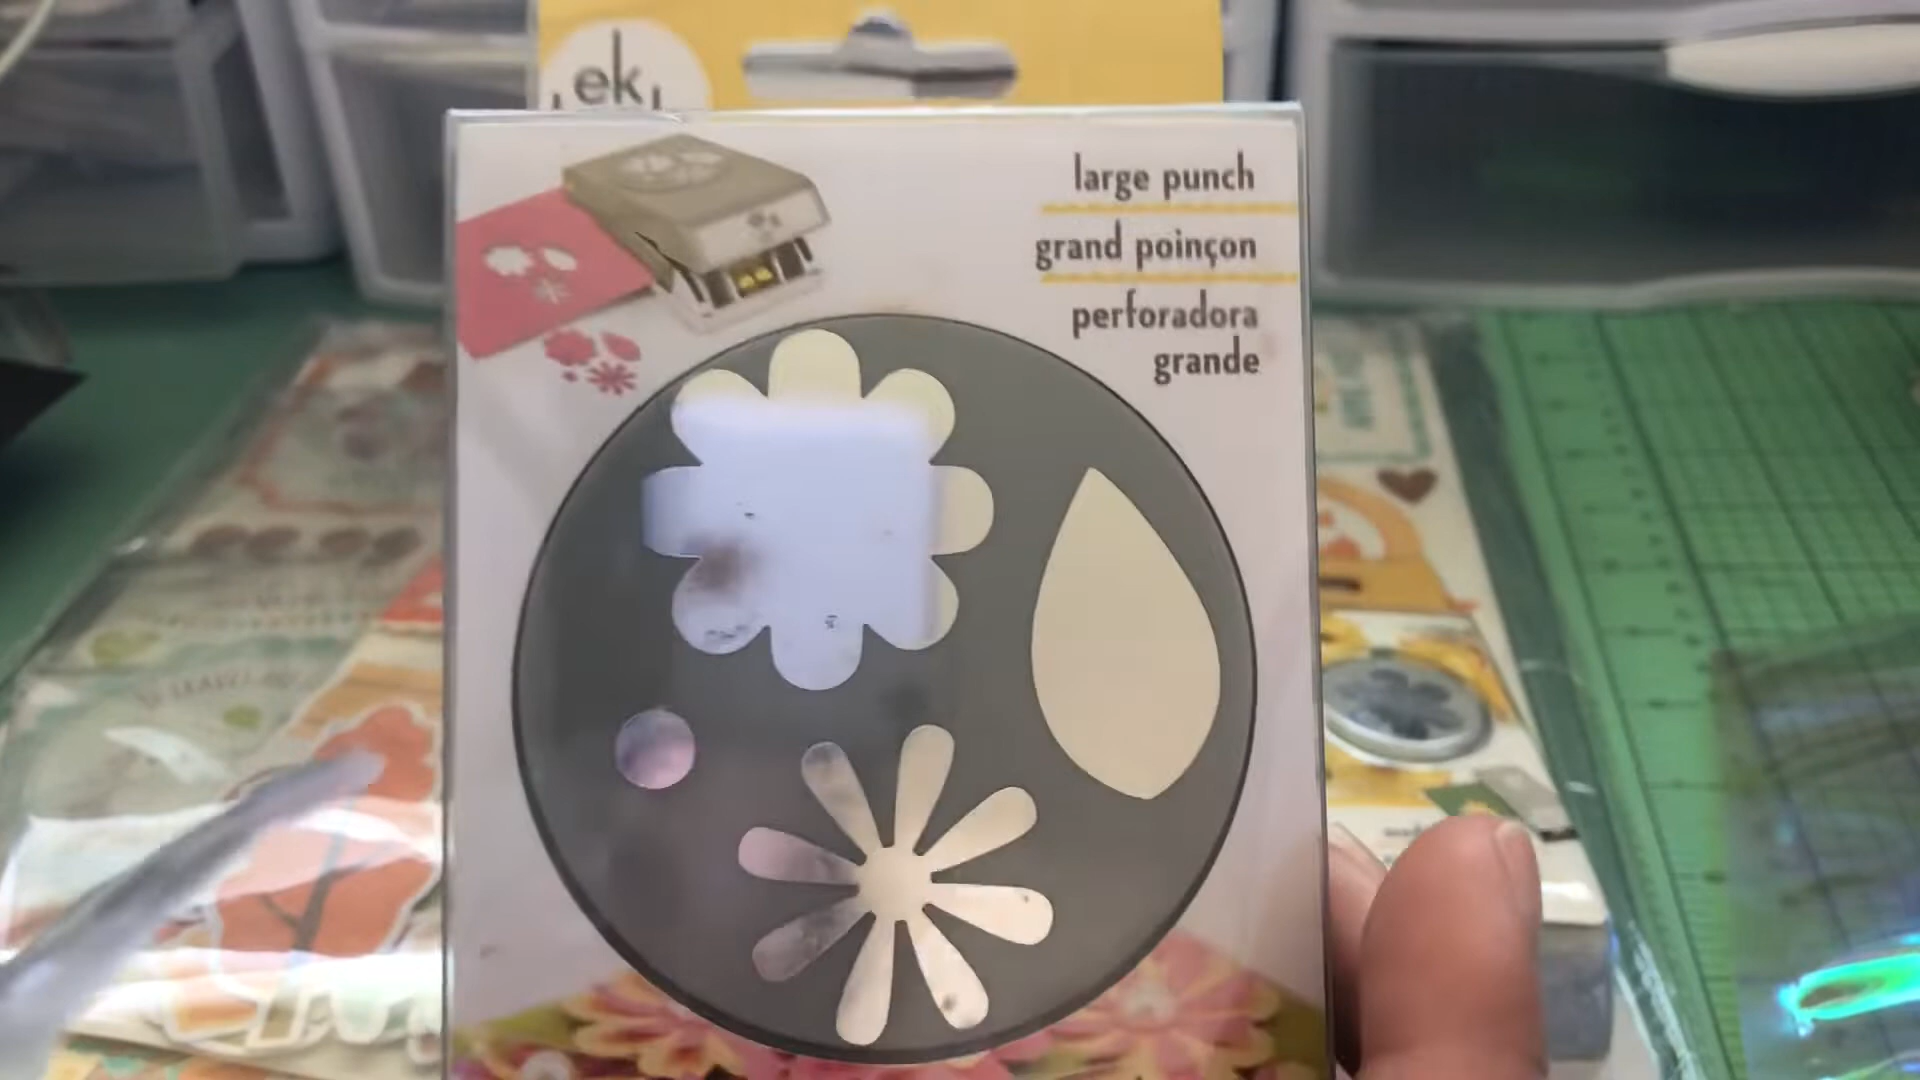 ek
large punch
grand poinçon
perforadora
grande